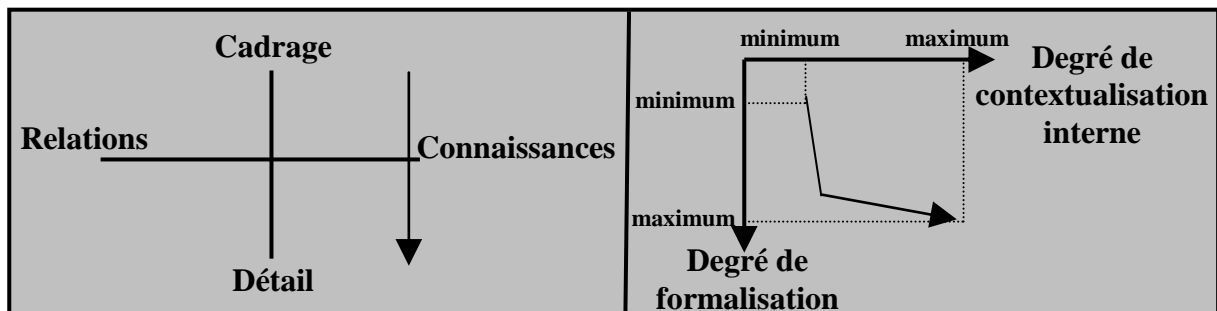 Cadrage
Relations
Connaissances
Détail
minimum
maximum
Degré de
contextualisation
interne
minimum
maximum
Degré de
formalisation